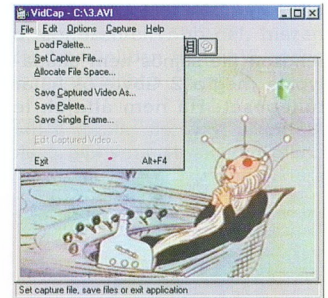 VidCap - C:\3.AVI
File Edit Options Capture Help
Load Palette...
Set Capture File...
Allocate File Space...
Save Captured Video As...
Save Palette...
Save Single Frame...
Edit Captured Video...
Exit Alt+F4
Set capture file, save files or exit application